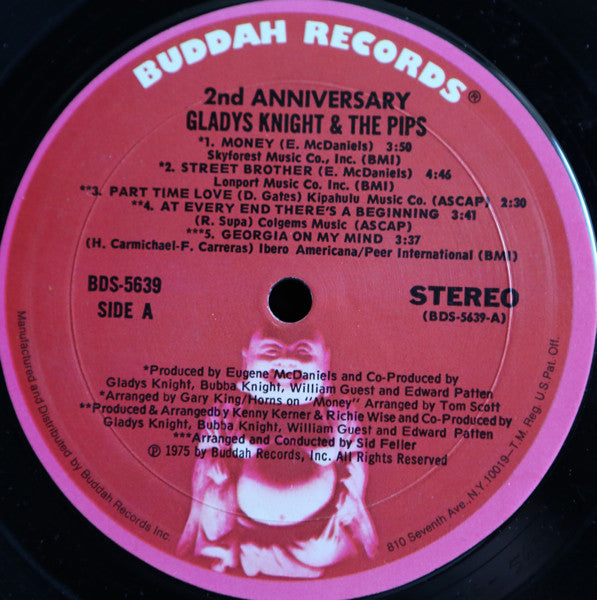 BUDDAH RECORDS®
2nd ANNIVERSARY
GLADYS KNIGHT & THE PIPS
*1. MONEY (E. McDANIELS) 3:50
Skyforest Music Co., Inc. (BMI)
*2. STREET BROTHER (E. McDANIELS) 4:46
Lonport Music Co. Inc. (BMI)
**3. PART TIME LOVE (D. Gates) Kipahulu Music Co. (ASCAP) 2:30
**4. AT EVERY END THERE'S A BEGINNING 3:41
(R. Supa) Colgems Music (ASCAP)
***5. GEORGIA ON MY MIND 3:37
(H. Carmichael-F. Carreras) Ibero Americana/Peer International (BMI)
BDS-5639
SIDE A
STEREO
(BDS-5639-A)
*Produced by Eugene McDaniels and Co-Produced by
Gladys Knight, Bubba Knight, William Guest and Edward Patten
*Arranged by Gary King/Horns on "Money" Arranged by Tom Scott
**Produced & Arranged by Kenny Kerner & Richie Wise and Co-Produced by
Gladys Knight, Bubba Knight, William Guest and Edward Patten
***Arranged and Conducted by Sid Feller
℗ 1975 by Buddah Records, Inc. All Rights Reserved
Manufactured and Distributed by Buddah Records Inc.
810 Seventh Ave., N.Y. 10019-T.M. Reg. U.S. Pat. Off.